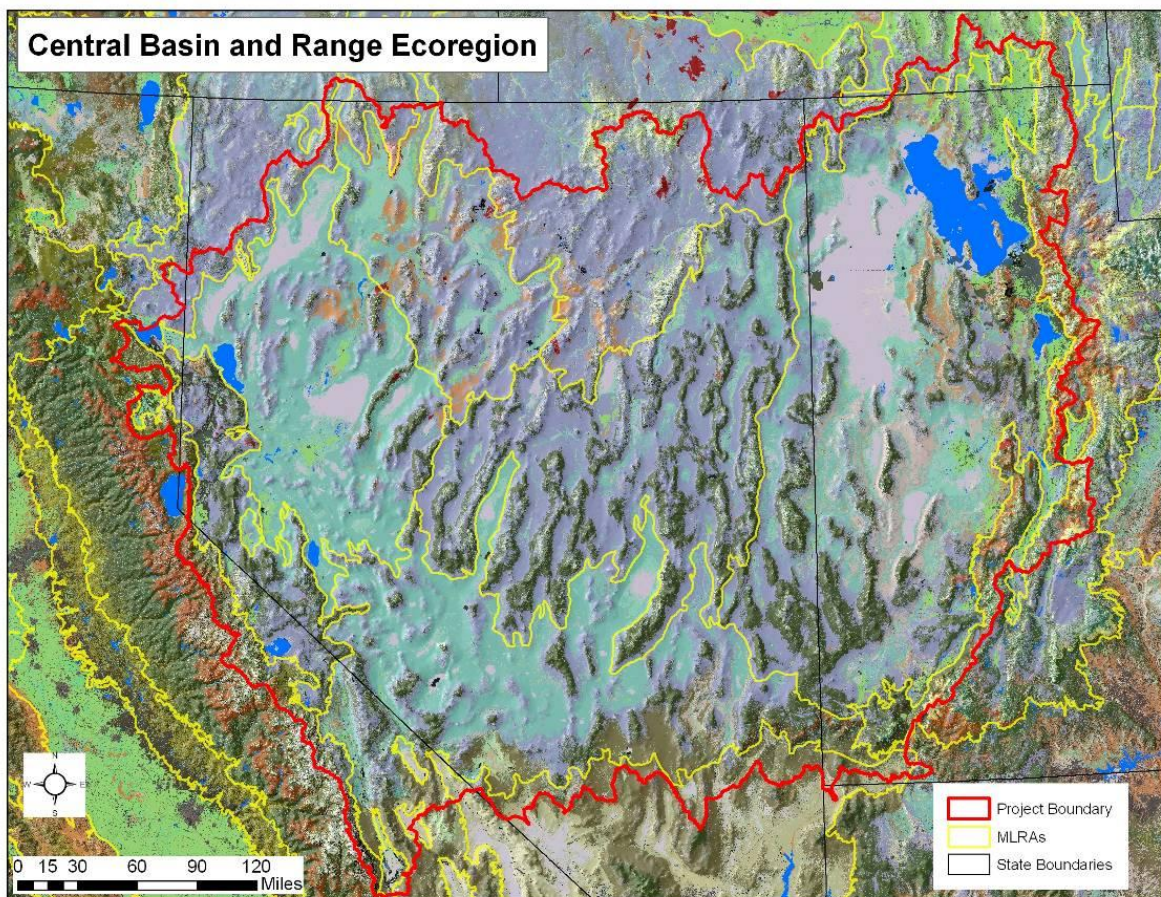 Central Basin and Range Ecoregion
N
W E
S
0 15 30 60 90 120
Miles
Project Boundary
MLRAs
State Boundaries